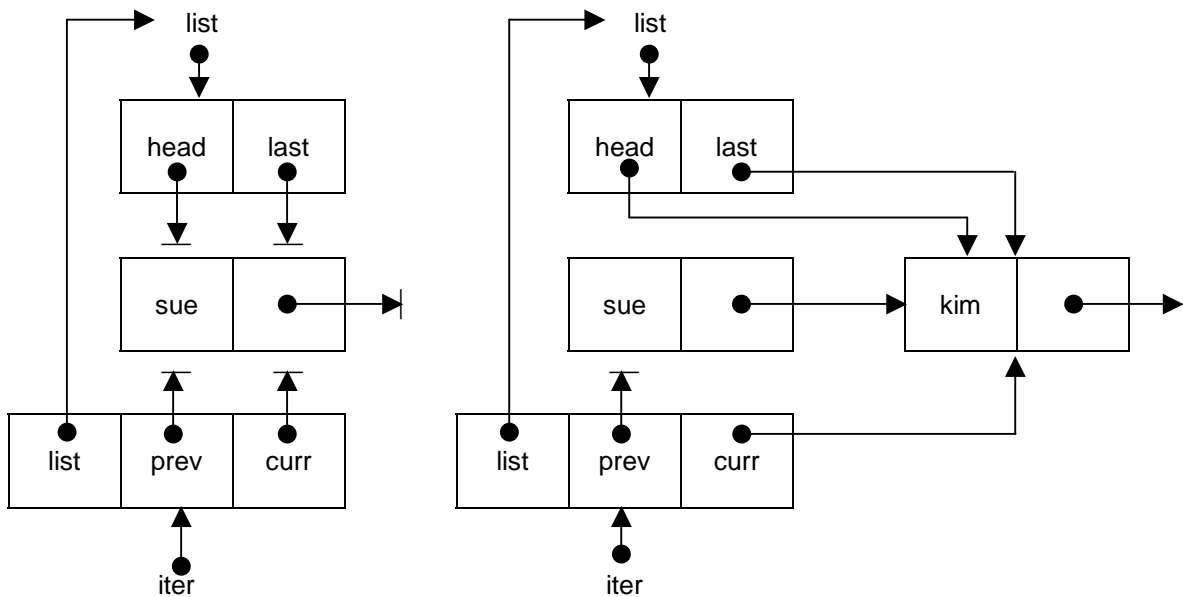 list
head last
sue
list prev curr
iter
list
head last
sue kim
list prev curr
iter